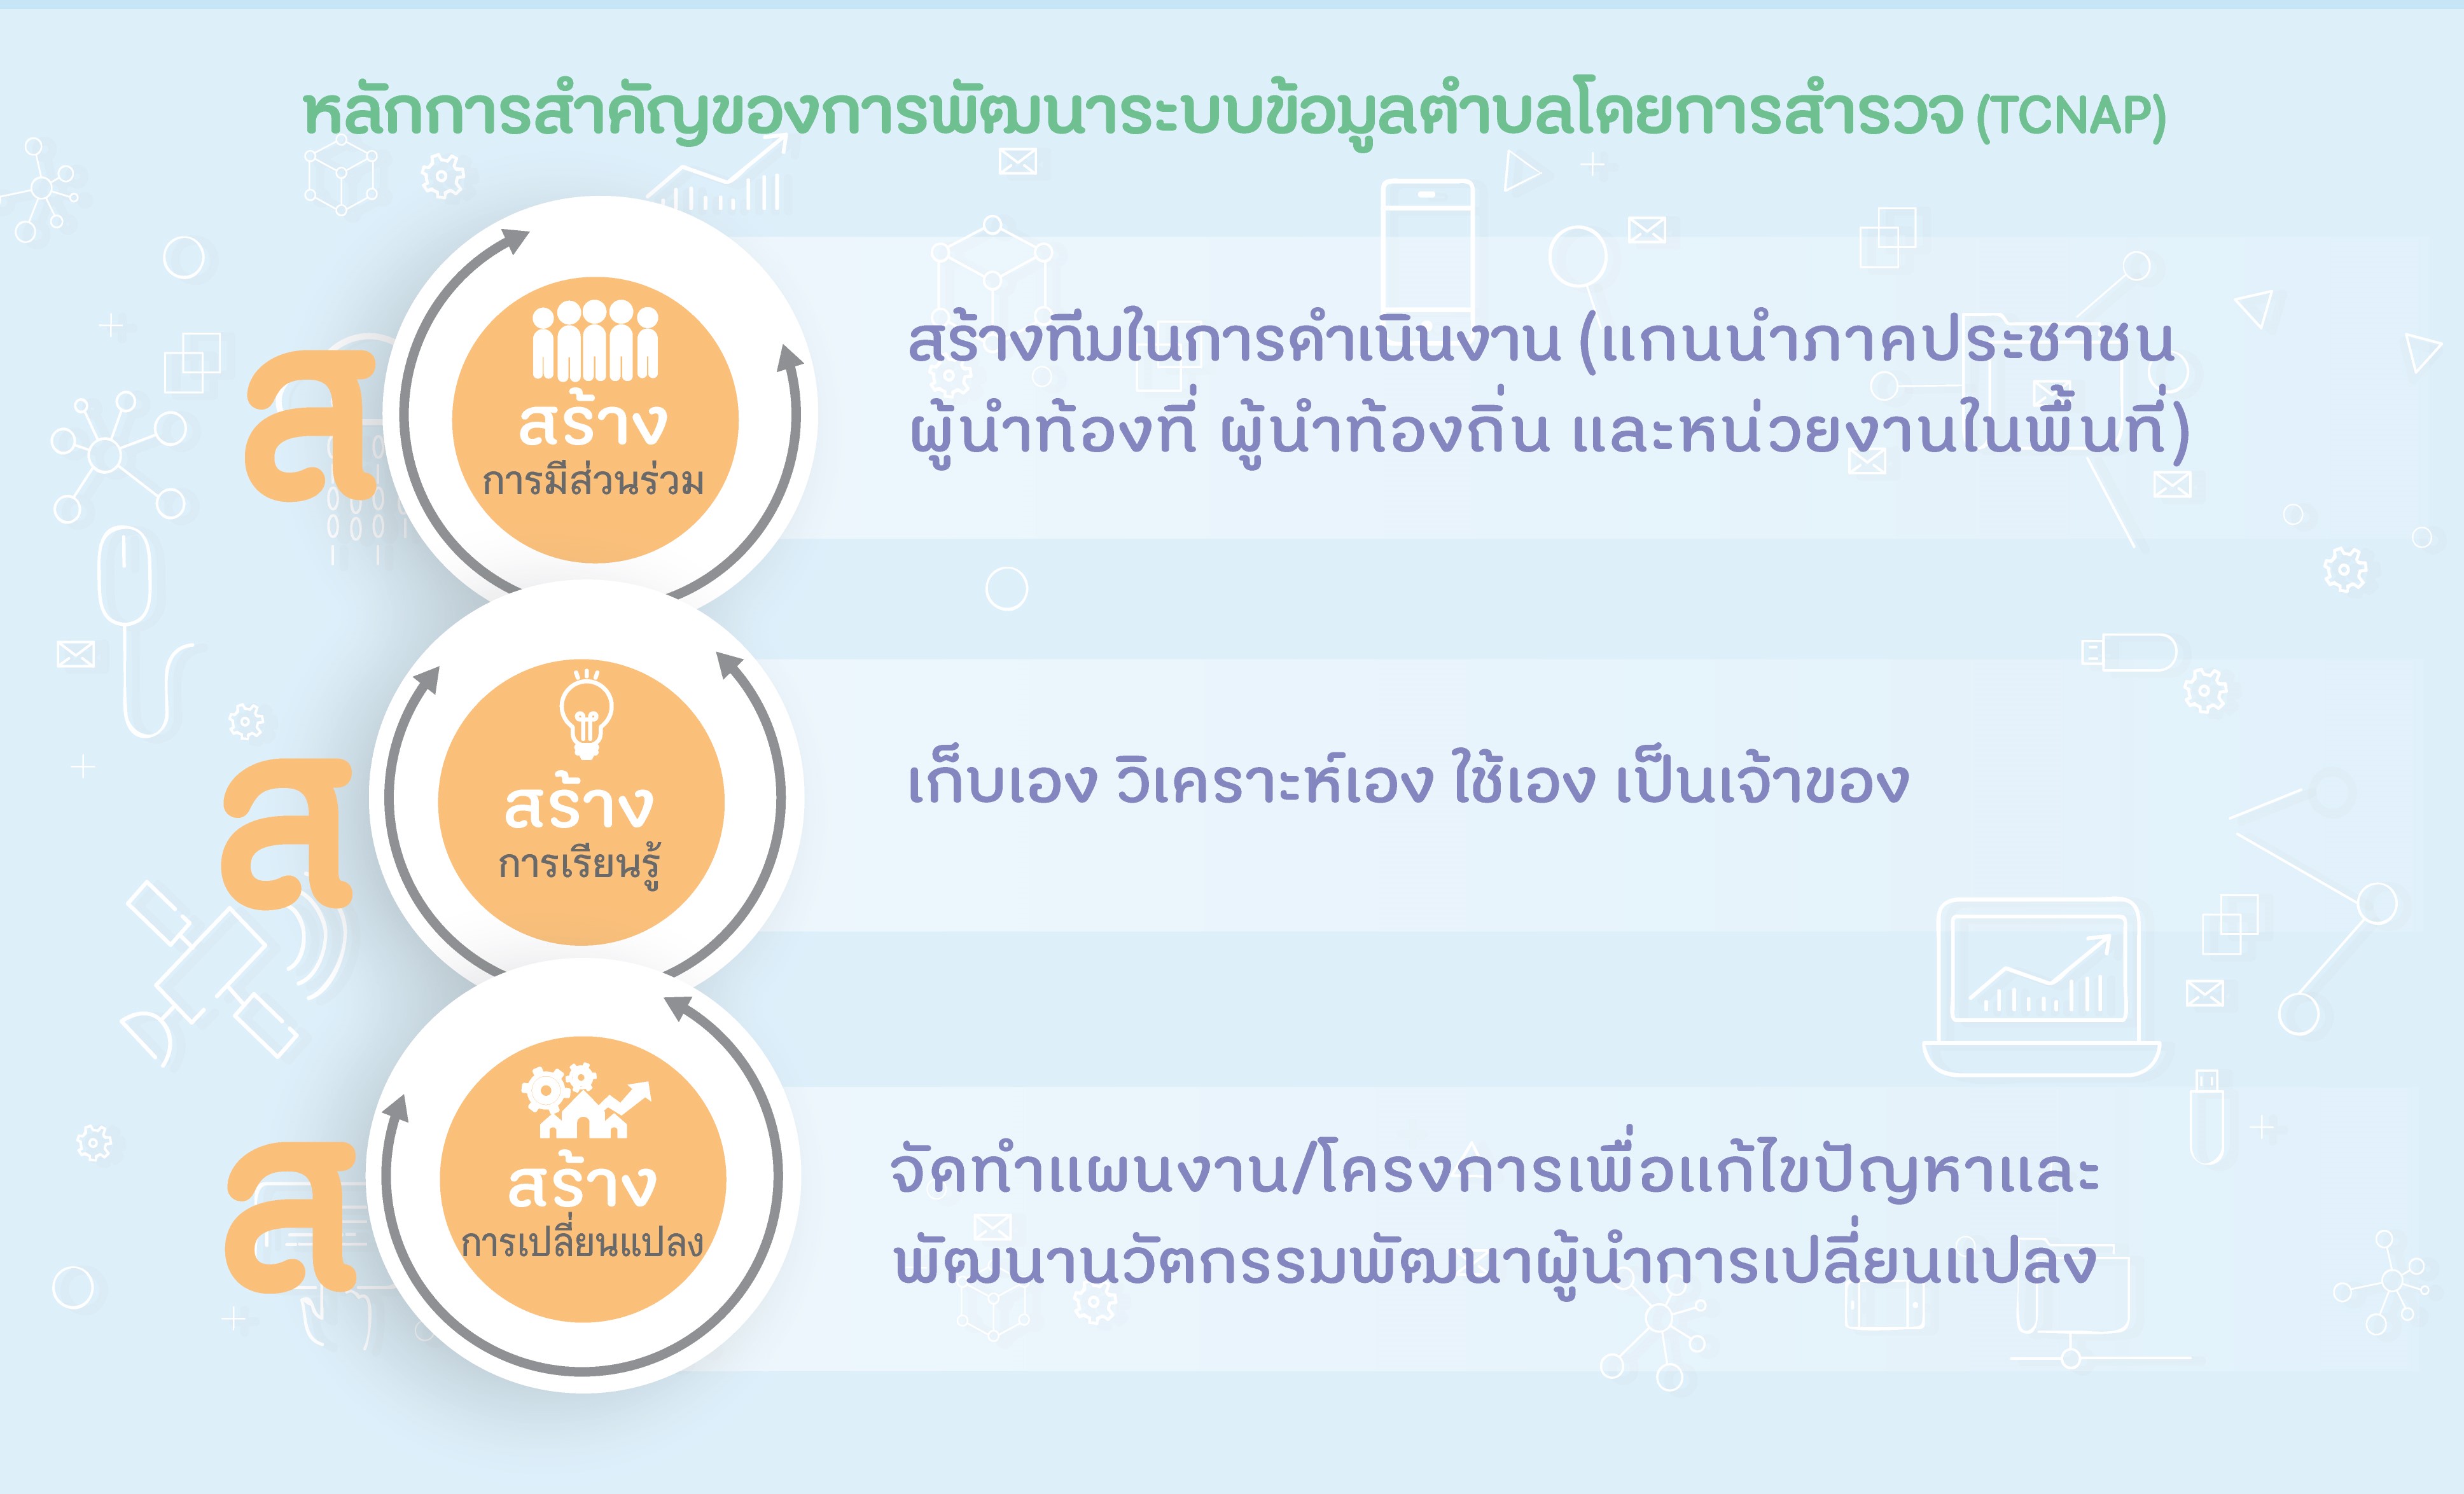 หลักการสำคัญของการพัฒนาระบบข้อมูลตำบลโดยการสำรวจ (TCNAP)
ส
สร้าง
การมีส่วนร่วม
สร้างทีมในการดำเนินงาน (แกนนำภาคประชาชน
ผู้นำท้องที่ ผู้นำท้องถิ่น และหน่วยงานในพื้นที่)
ส
สร้าง
การเรียนรู้
เก็บเอง วิเคราะห์เอง ใช้เอง เป็นเจ้าของ
ส
สร้าง
การเปลี่ยนแปลง
จัดทำแผนงาน/โครงการเพื่อแก้ไขปัญหาและ
พัฒนานวัตกรรมพัฒนาผู้นำการเปลี่ยนแปลง